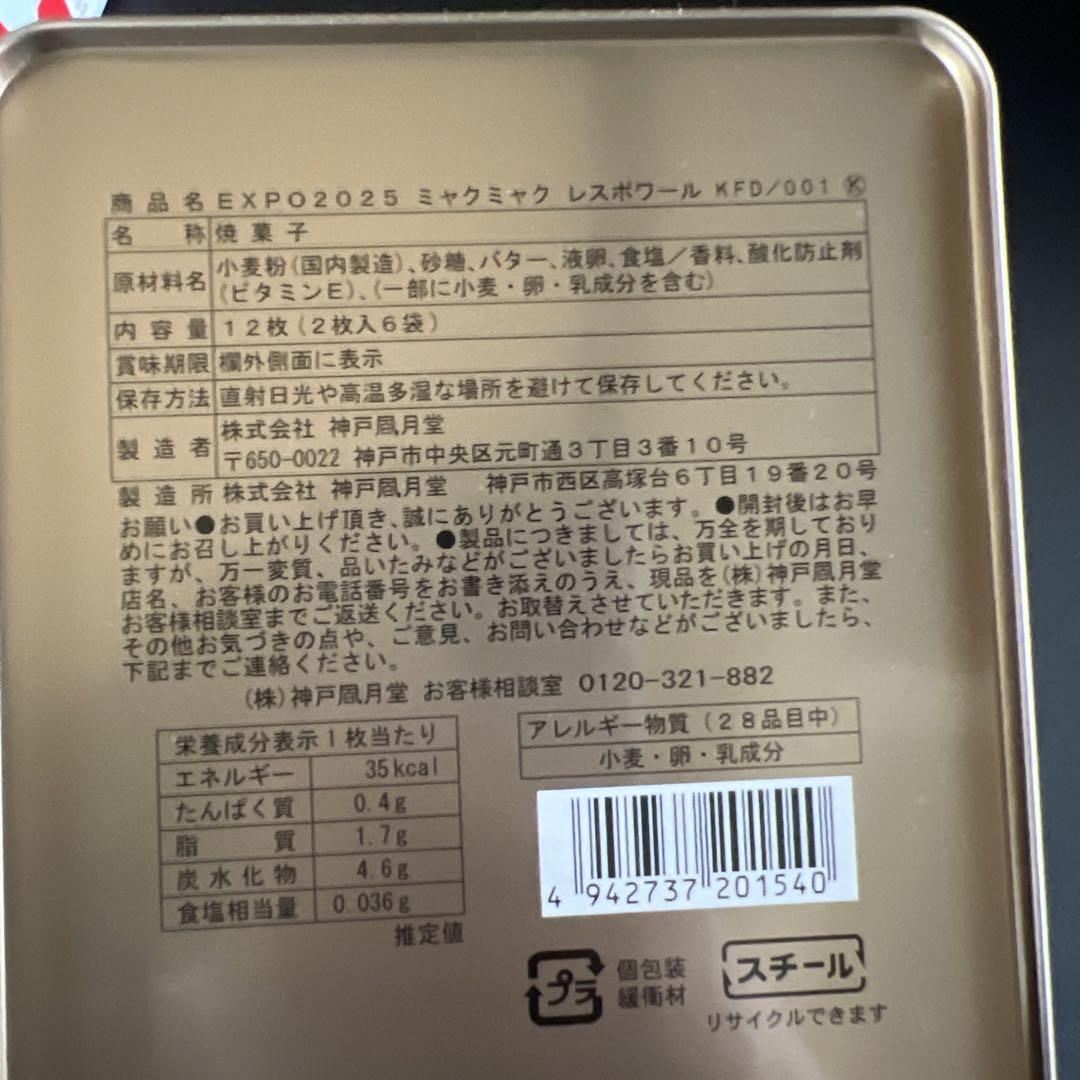 商品名 EXPO2025 ミャクミャク レスポワール KFD/001 Ⓚ
名称 焼菓子
原材料名 小麦粉(国内製造)、砂糖、バター、液卵、食塩／香料、酸化防止剤
(ビタミンE)、(一部に小麦・卵・乳成分を含む)
内容量 12枚(2枚入6袋)
賞味期限 欄外側面に表示
保存方法 直射日光や高温多湿な場所を避けて保存してください。
製造者 株式会社 神戸凮月堂
〒650-0022 神戸市中央区元町通3丁目3番10号
製造所 株式会社 神戸凮月堂 神戸市西区高塚台6丁目19番20号
お願い●お買い上げ頂き、誠にありがとうございます。●開封後はお早
めにお召し上がりください。●製品につきましては、万全を期しており
ますが、万一変質、品いたみなどがございましたらお買い上げの月日、
店名、お客様のお電話番号をお書き添えのうえ、現品を(株)神戸凮月堂
お客様相談室までご返送ください。お取替えさせていただきます。また、
その他お気づきの点や、ご意見、お問い合わせなどがございましたら、
下記までご連絡ください。
(株)神戸凮月堂 お客様相談室 0120-321-882
栄養成分表示1枚当たり
エネルギー 35kcal
たんぱく質 0.4g
脂質 1.7g
炭水化物 4.6g
食塩相当量 0.036g
推定値
アレルギー物質(28品目中)
小麦・卵・乳成分
4 942737 201540
プラ 個包装
緩衝材
スチール
リサイクルできます